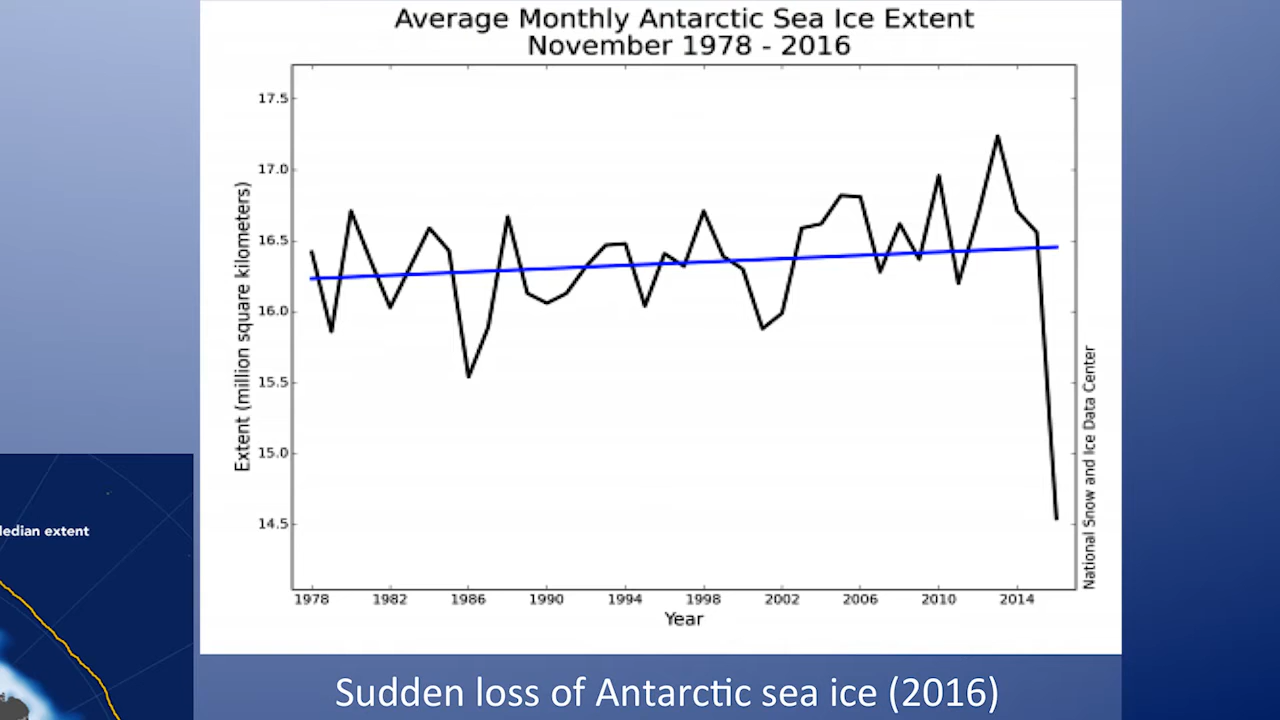 Average Monthly Antarctic Sea Ice Extent
November 1978 - 2016
Extent (million square kilometers)
17.5
17.0
16.5
16.0
15.5
15.0
14.5
1978 1982 1986 1990 1994 1998 2002 2006 2010 2014
Year
National Snow and Ice Data Center
extent
Sudden loss of Antarctic sea ice (2016)